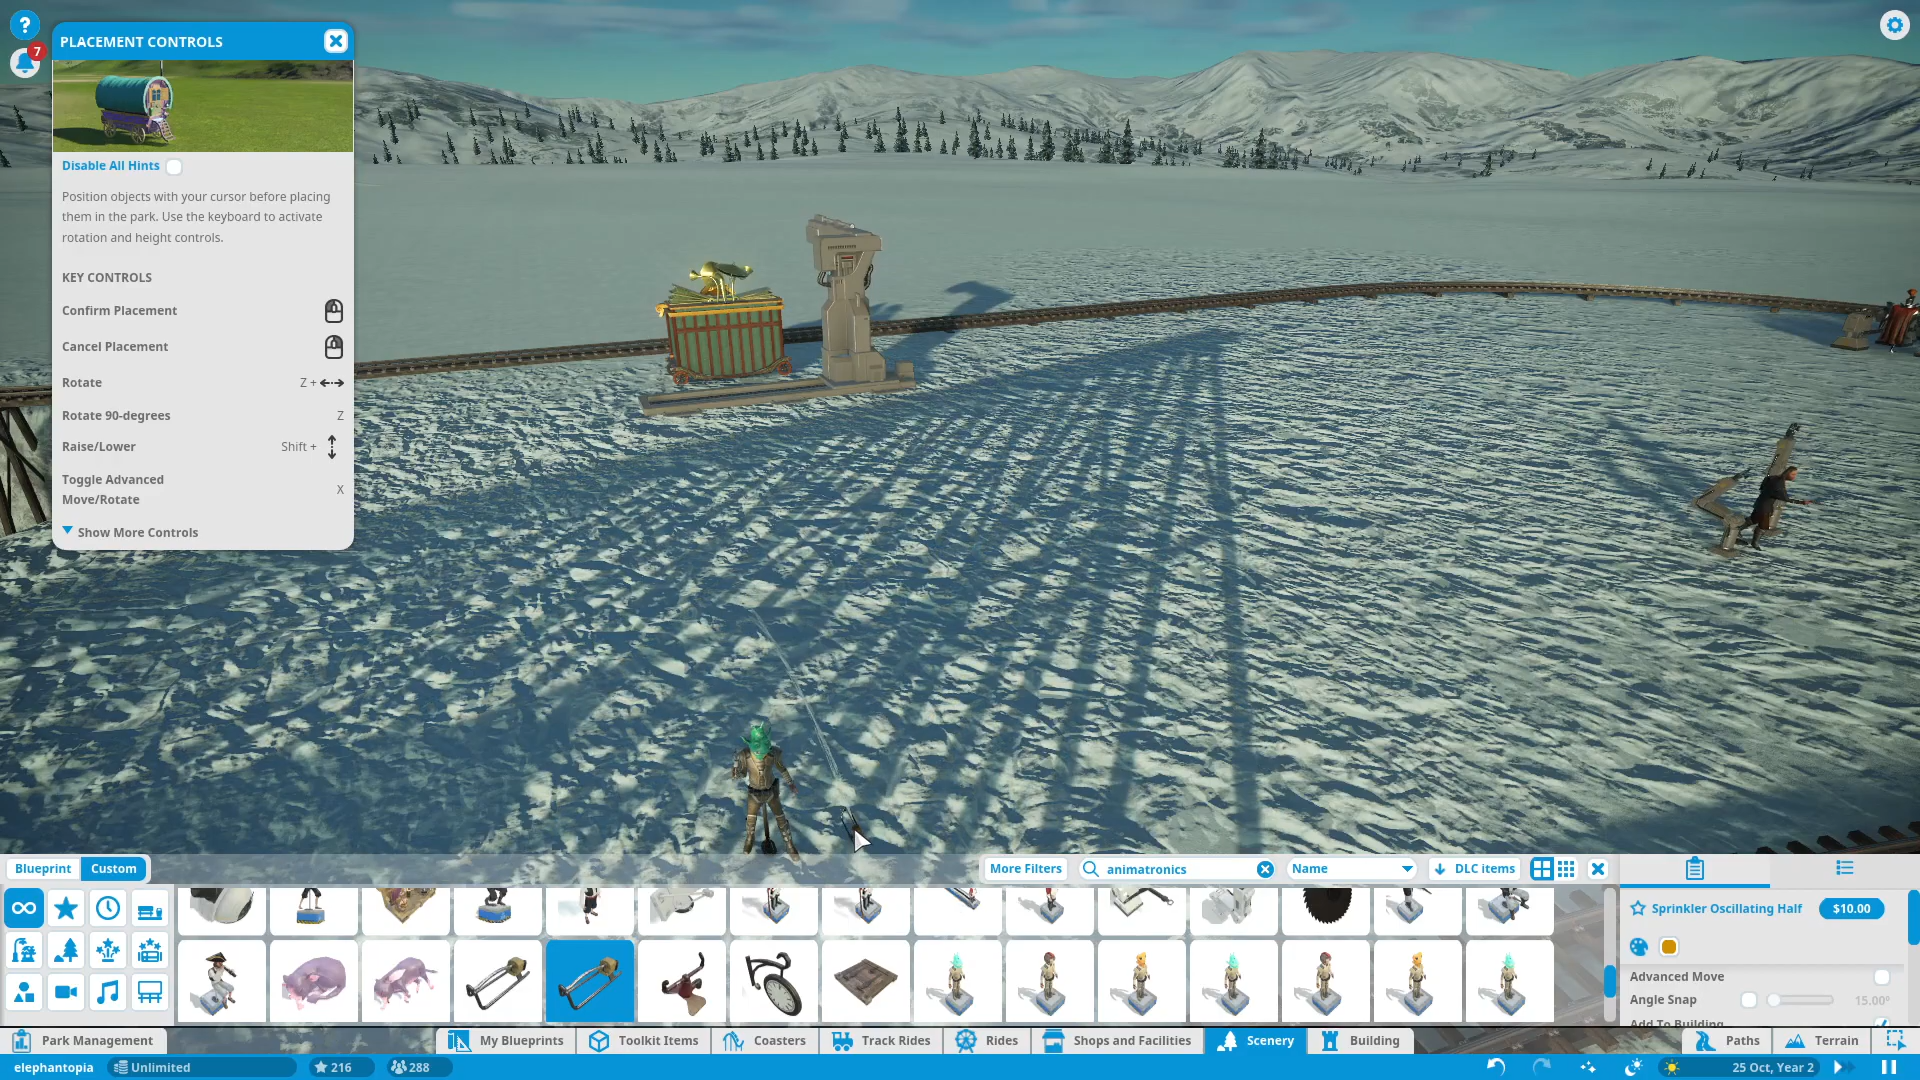 ?
7
PLACEMENT CONTROLS
Disable All Hints
Position objects with your cursor before placing
them in the park. Use the keyboard to activate
rotation and height controls.
KEY CONTROLS
Confirm Placement
Cancel Placement
Rotate Z +
Rotate 90-degrees Z
Raise/Lower Shift +
Toggle Advanced
Move/Rotate X
Show More Controls
Blueprint Custom More Filters animatronics Name DLC items
Sprinkler Oscillating Half $10.00
Advanced Move
Angle Snap 15.00°
Add To Building
Park Management My Blueprints Toolkit Items Coasters Track Rides Rides Shops and Facilities Scenery Building Paths Terrain
elephantopia Unlimited 216 288 25 Oct, Year 2